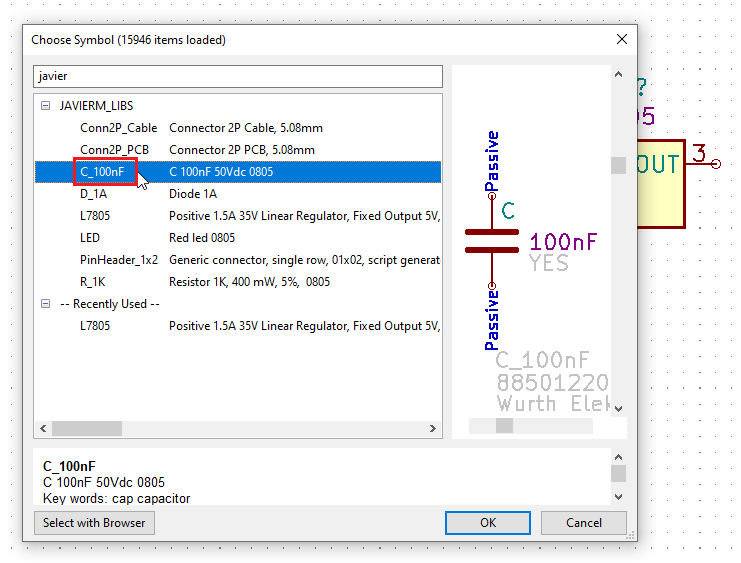 Choose Symbol (15946 items loaded)
javier
JAVIERM_LIBS
Conn2P_Cable Connector 2P Cable, 5.08mm
Conn2P_PCB Connector 2P PCB, 5.08mm
C_100nF C 100nF 50Vdc 0805
D_1A Diode 1A
L7805 Positive 1.5A 35V Linear Regulator, Fixed Output 5V,
LED Red led 0805
PinHeader_1x2 Generic connector, single row, 01x02, script generat
R_1K Resistor 1K, 400 mW, 5%, 0805
-- Recently Used --
L7805 Positive 1.5A 35V Linear Regulator, Fixed Output 5V,
Passive
C
100nF
YES
Passive
C_100nF
88501220
Wurth Elek
?
05
OUT 3
C_100nF
C 100nF 50Vdc 0805
Key words: cap capacitor
Select with Browser
OK
Cancel